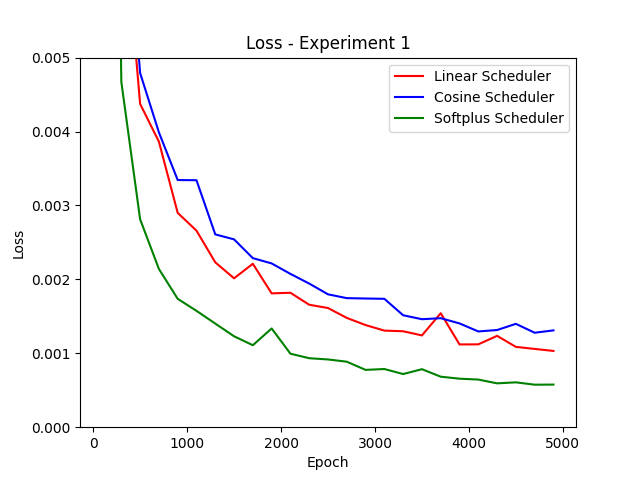 Loss - Experiment 1
Linear Scheduler
Cosine Scheduler
Softplus Scheduler
Loss
0.005
0.004
0.003
0.002
0.001
0.000
0 1000 2000 3000 4000 5000
Epoch